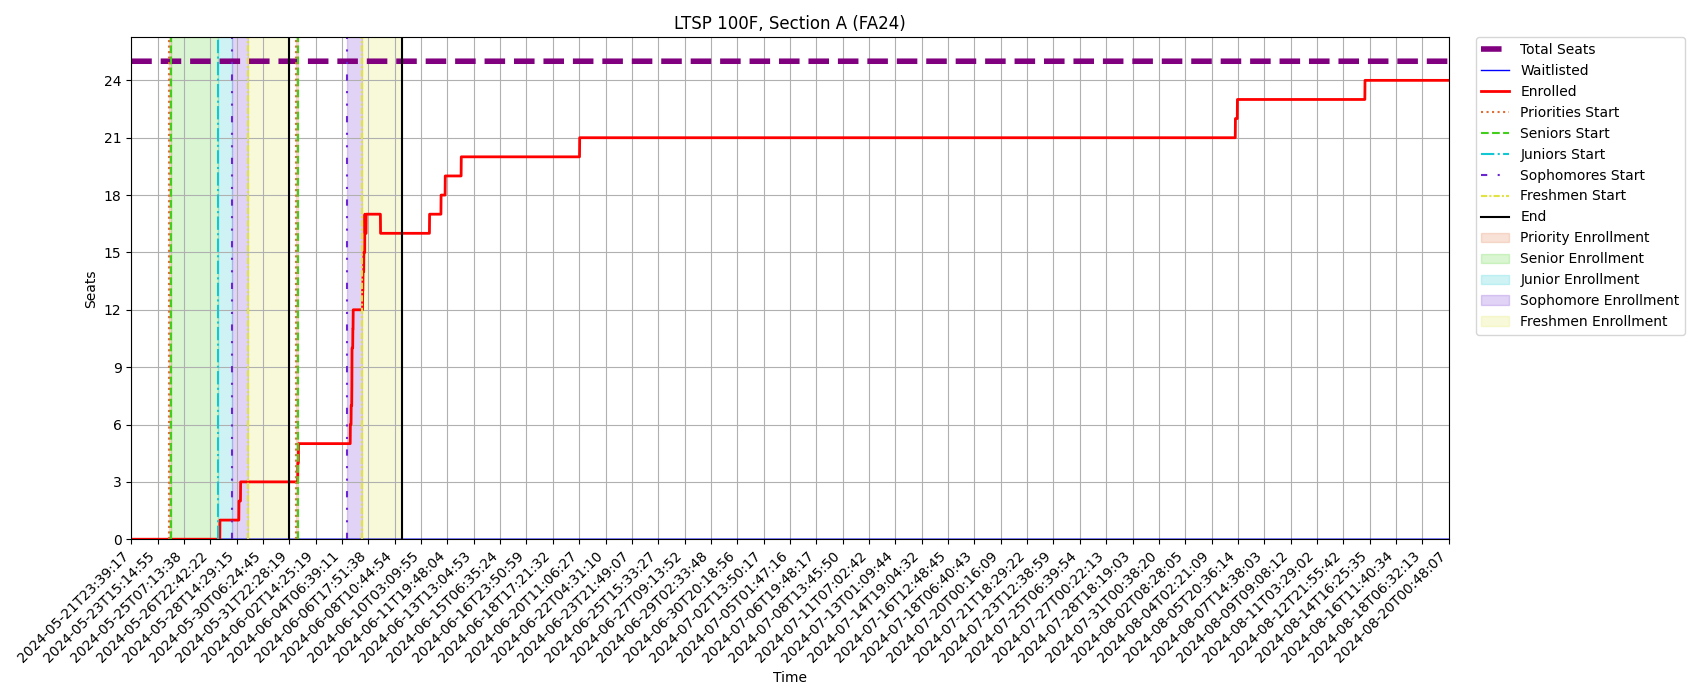 LTSP 100F, Section A (FA24)
Total Seats
Waitlisted
Enrolled
Priorities Start
Seniors Start
Juniors Start
Sophomores Start
Freshmen Start
End
Priority Enrollment
Senior Enrollment
Junior Enrollment
Sophomore Enrollment
Freshmen Enrollment
Seats
24
21
18
15
12
9
6
3
0
2024-05-21T23:39:17
2024-05-23T15:14:55
2024-05-25T07:13:38
2024-05-26T22:42:22
2024-05-28T14:29:15
2024-05-30T06:24:45
2024-05-31T22:28:19
2024-06-02T14:25:19
2024-06-04T06:39:11
2024-06-06T17:51:38
2024-06-08T10:44:54
2024-06-10T03:09:55
2024-06-11T19:48:04
2024-06-13T13:04:53
2024-06-15T06:35:24
2024-06-16T23:50:59
2024-06-18T17:21:32
2024-06-20T11:06:27
2024-06-22T04:31:10
2024-06-23T21:49:07
2024-06-25T15:33:27
2024-06-27T09:13:52
2024-06-29T02:33:48
2024-06-30T20:18:56
2024-07-02T13:50:17
2024-07-05T01:47:16
2024-07-06T19:48:17
2024-07-08T13:45:50
2024-07-11T07:02:42
2024-07-13T01:09:44
2024-07-14T19:04:32
2024-07-16T12:48:45
2024-07-18T06:40:43
2024-07-20T00:16:09
2024-07-21T18:29:22
2024-07-23T12:38:59
2024-07-25T06:39:54
2024-07-27T00:22:13
2024-07-28T18:19:03
2024-07-31T00:38:20
2024-08-02T08:28:05
2024-08-04T02:21:09
2024-08-05T20:36:14
2024-08-07T14:38:03
2024-08-09T09:08:12
2024-08-11T03:29:02
2024-08-12T21:55:42
2024-08-14T16:25:35
2024-08-16T11:40:34
2024-08-18T06:32:13
2024-08-20T00:48:07
Time